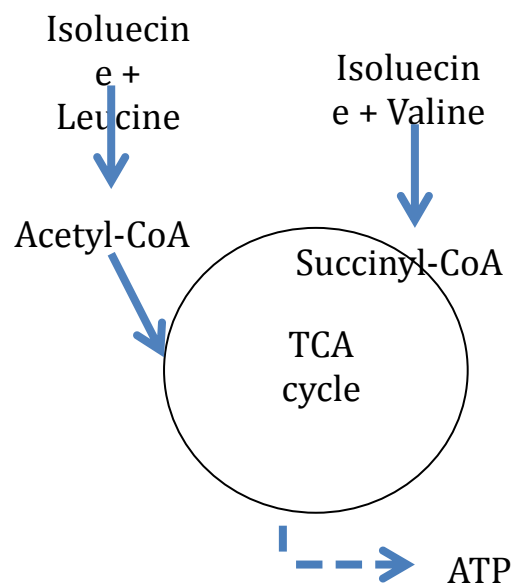 Isoluecin
e +
Leucine
Isoluecin
e + Valine
Acetyl-CoA
Succinyl-CoA
TCA
cycle
ATP